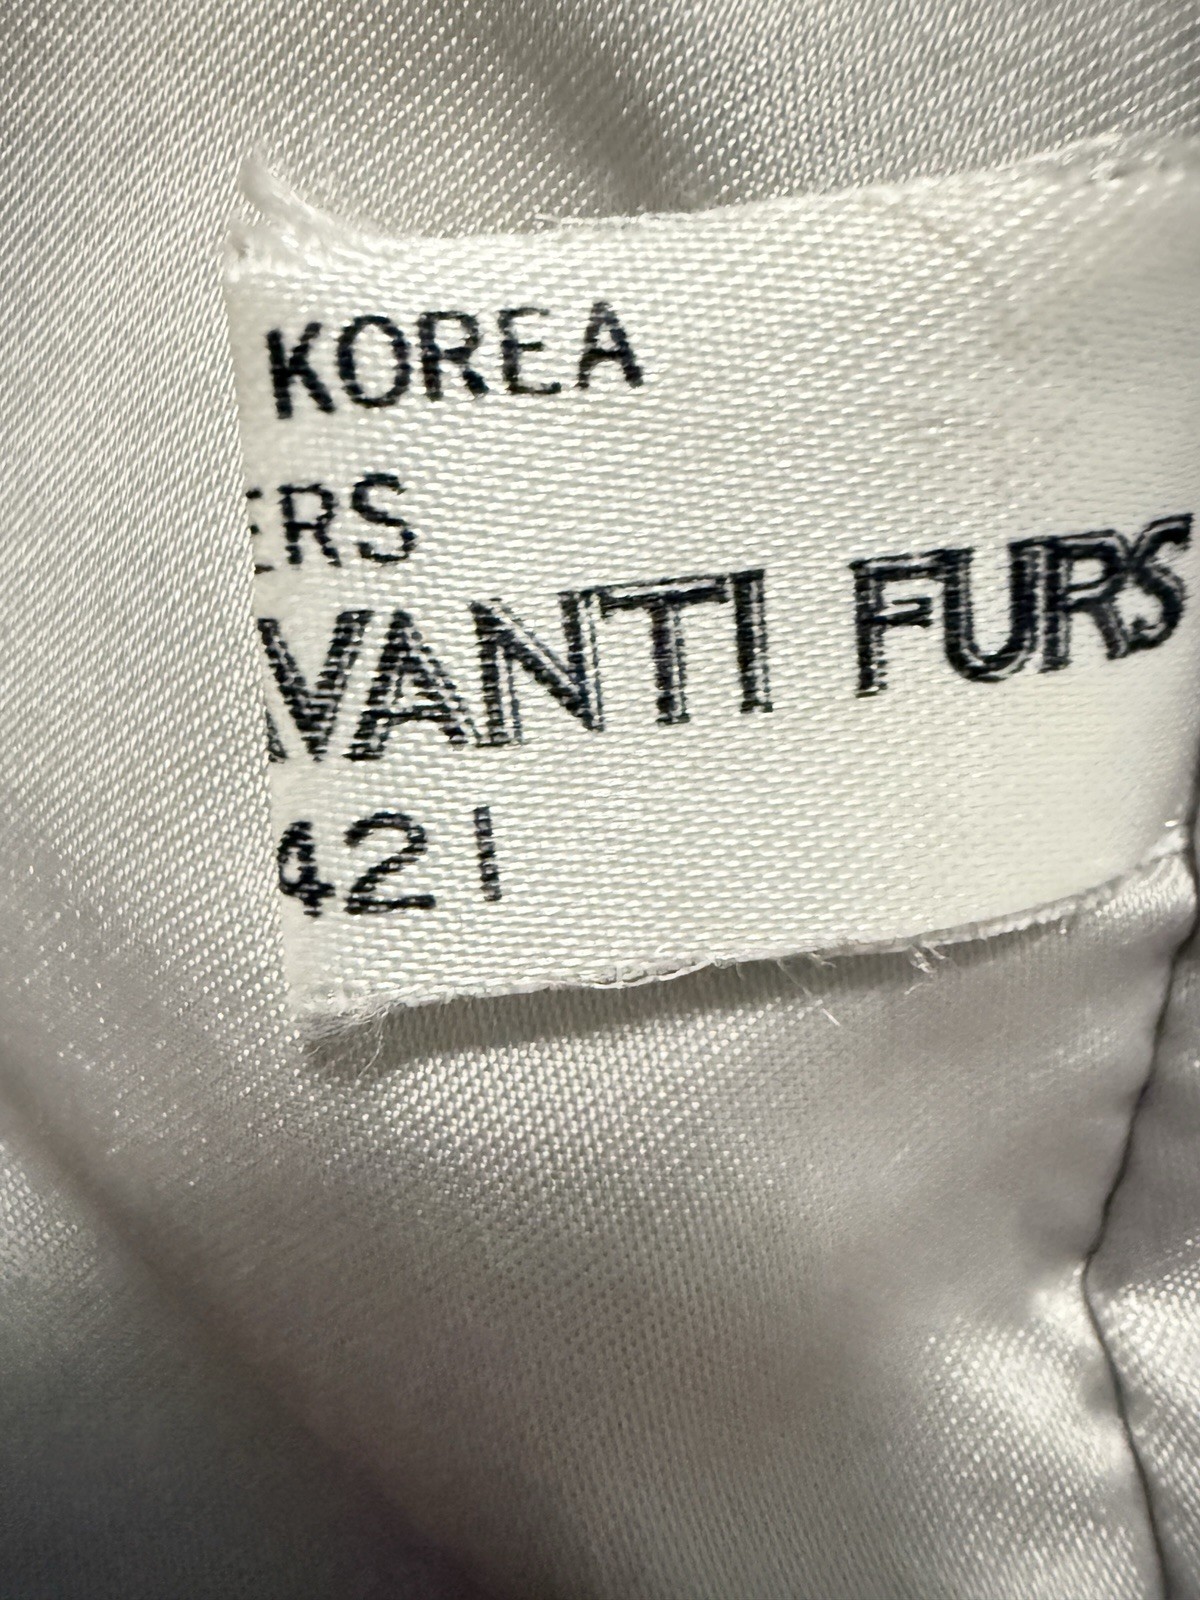 KOREA
ERS
VANTI FURS
421